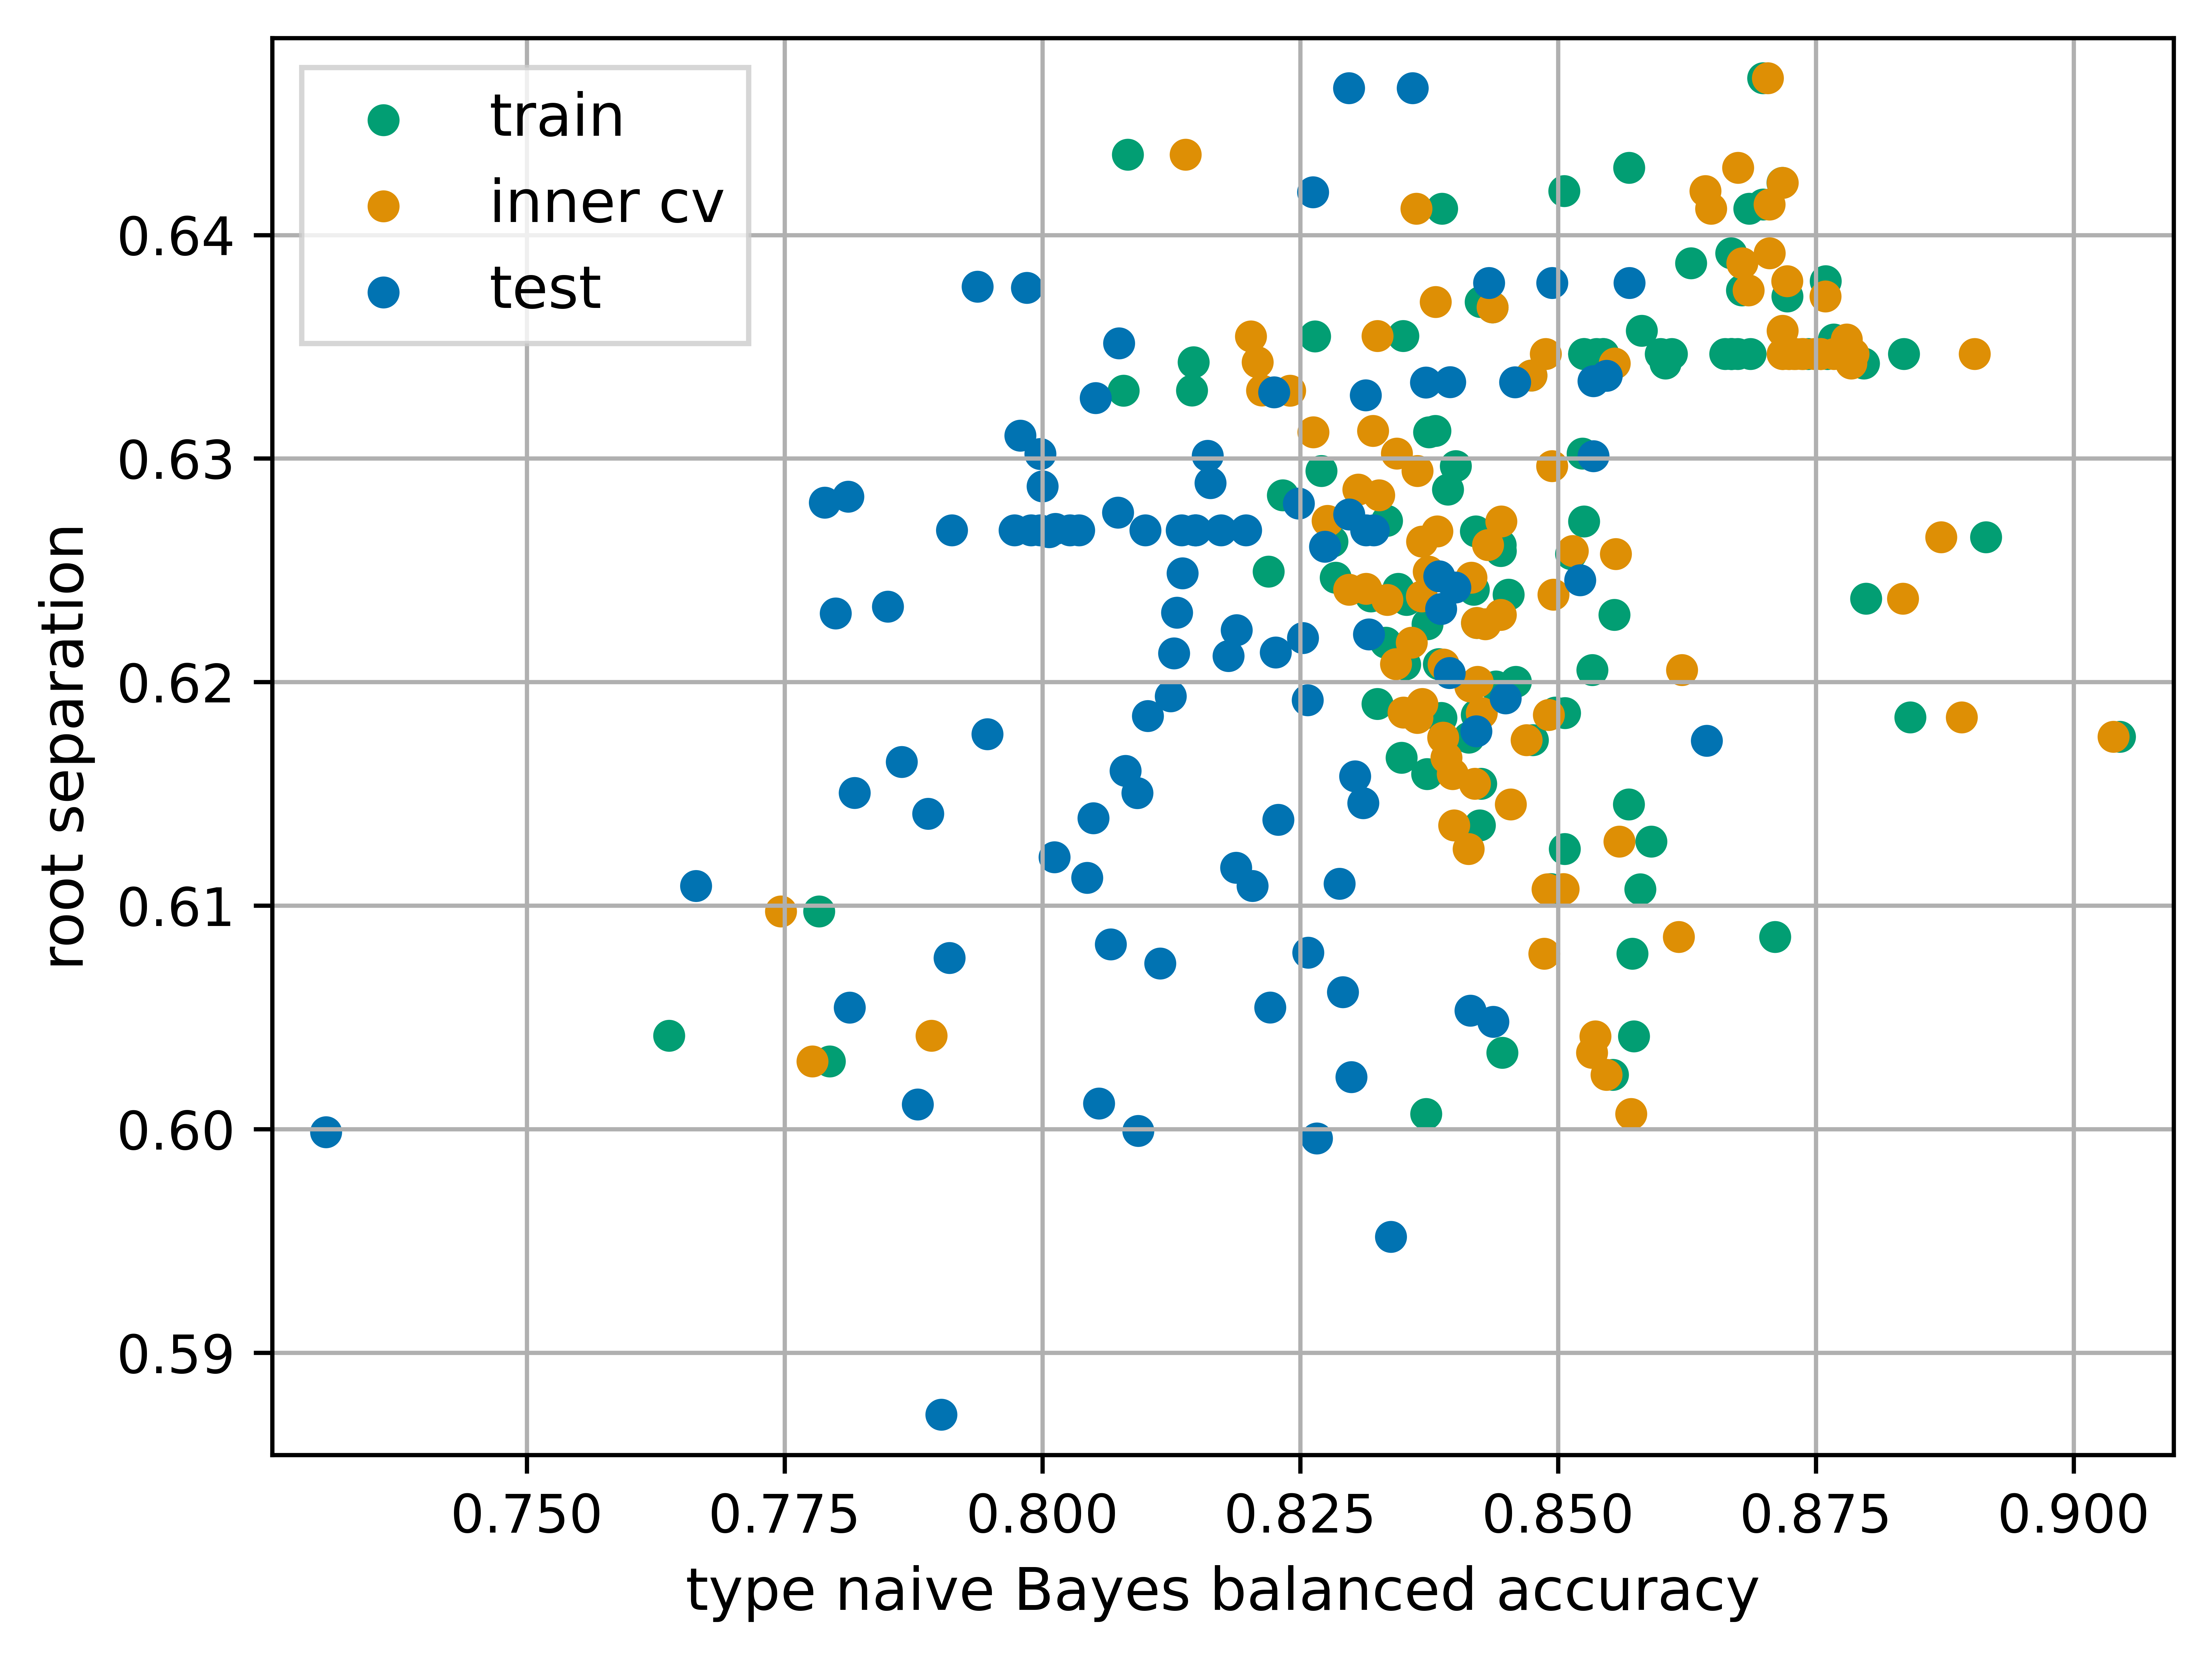 train
inner cv
test
0.64
0.63
0.62
0.61
0.60
0.59
root separation
0.750 0.775 0.800 0.825 0.850 0.875 0.900
type naive Bayes balanced accuracy